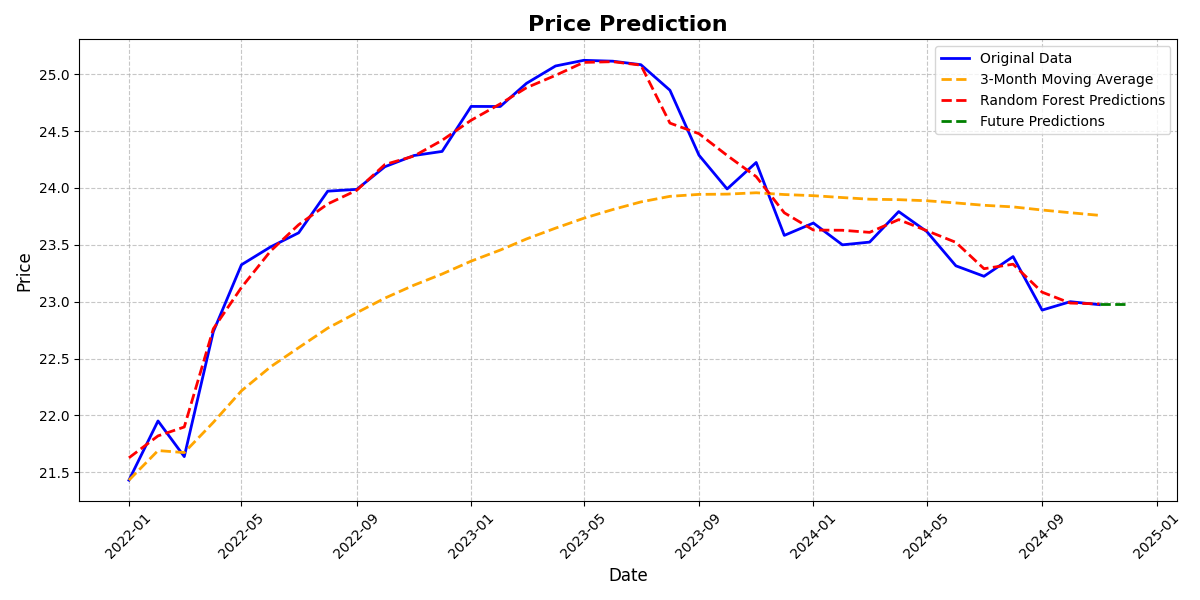 Price Prediction
Original Data
3-Month Moving Average
Random Forest Predictions
Future Predictions
Price
25.0
24.5
24.0
23.5
23.0
22.5
22.0
21.5
2022-01
2022-05
2022-09
2023-01
2023-05
2023-09
2024-01
2024-05
2024-09
2025-01
Date